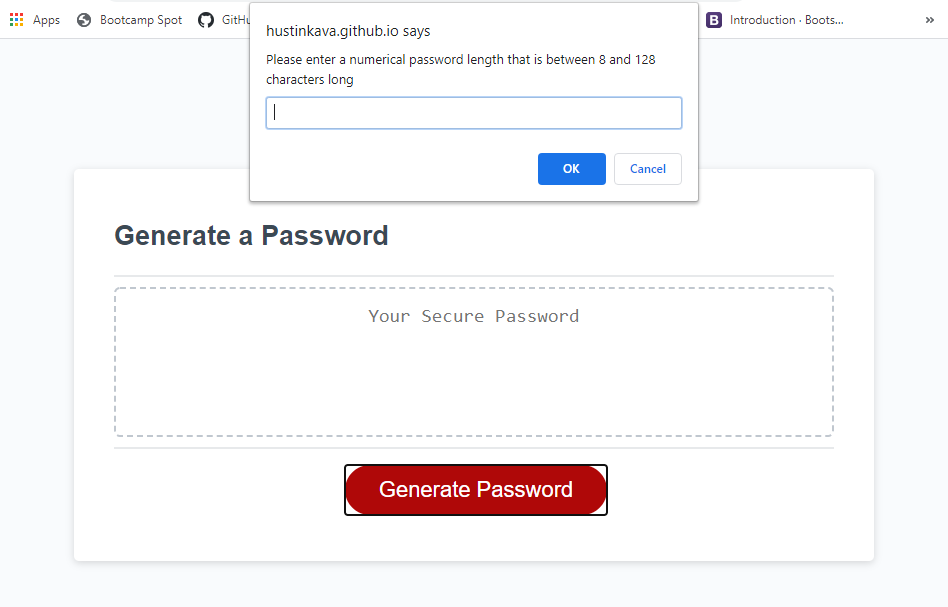 Apps Bootcamp Spot GitHu Introduction · Boots... »
hustinkava.github.io says
Please enter a numerical password length that is between 8 and 128
characters long
OK Cancel
Generate a Password
Your Secure Password
Generate Password